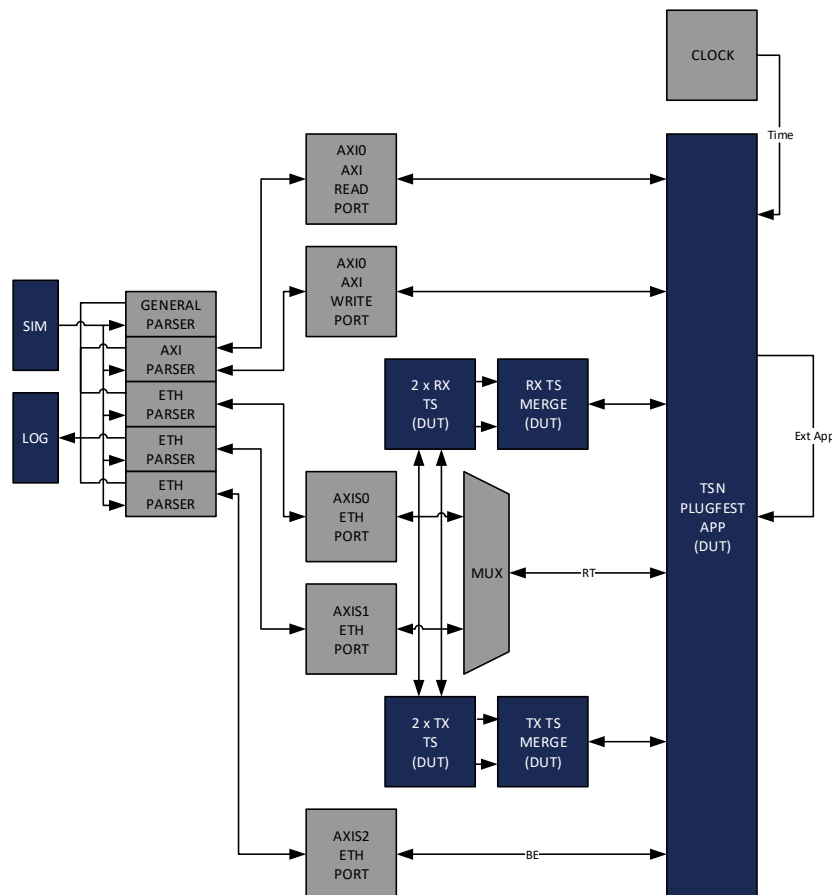 CLOCK
Time
AXI0
AXI
READ
PORT
AXI0
AXI
WRITE
PORT
SIM
LOG
GENERAL
PARSER
AXI
PARSER
ETH
PARSER
ETH
PARSER
ETH
PARSER
2 x RX
TS
(DUT)
RX TS
MERGE
(DUT)
Ext App
TSN
PLUGFEST
APP
(DUT)
AXIS0
ETH
PORT
MUX
RT
AXIS1
ETH
PORT
2 x TX
TS
(DUT)
TX TS
MERGE
(DUT)
AXIS2
ETH
PORT
BE